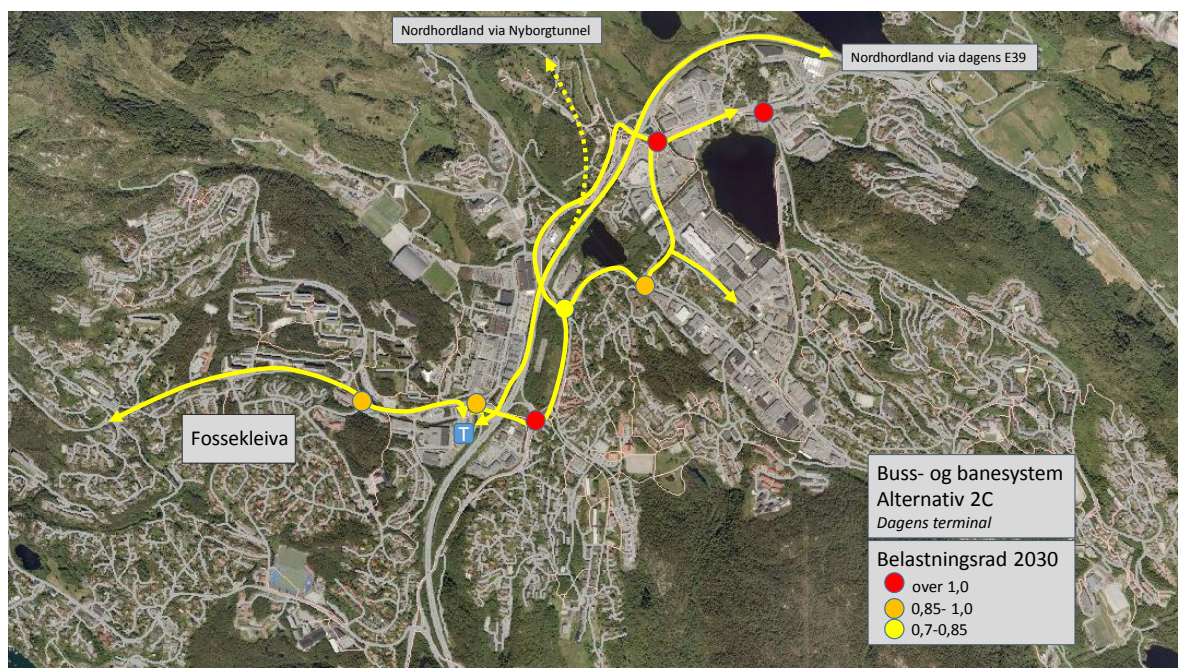 Nordhordland via Nyborgtunnel
Nordhordland via dagens E39
Fossekleiva
T
Buss- og banesystem
Alternativ 2C
Dagens terminal
Belastningsrad 2030
over 1,0
0,85- 1,0
0,7-0,85